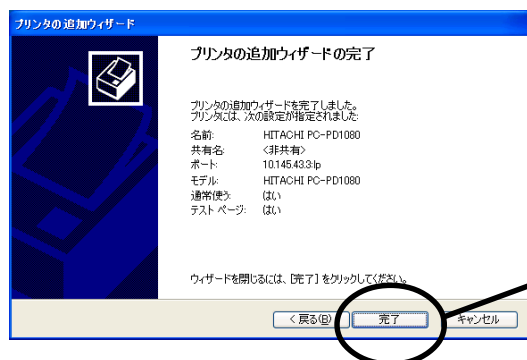 プリンタの追加ウィザード
プリンタの追加ウィザードの完了
プリンタの追加ウィザードを完了しました。
プリンタには、次の設定が指定されました:
名前: HITACHI PC-PD1080
共有名: <非共有>
ポート: 10.145.43.3:lp
モデル: HITACHI PC-PD1080
通常使う: はい
テスト ページ: はい
ウィザードを閉じるには、[完了] をクリックしてください。
< 戻る(B) 完了 キャンセル